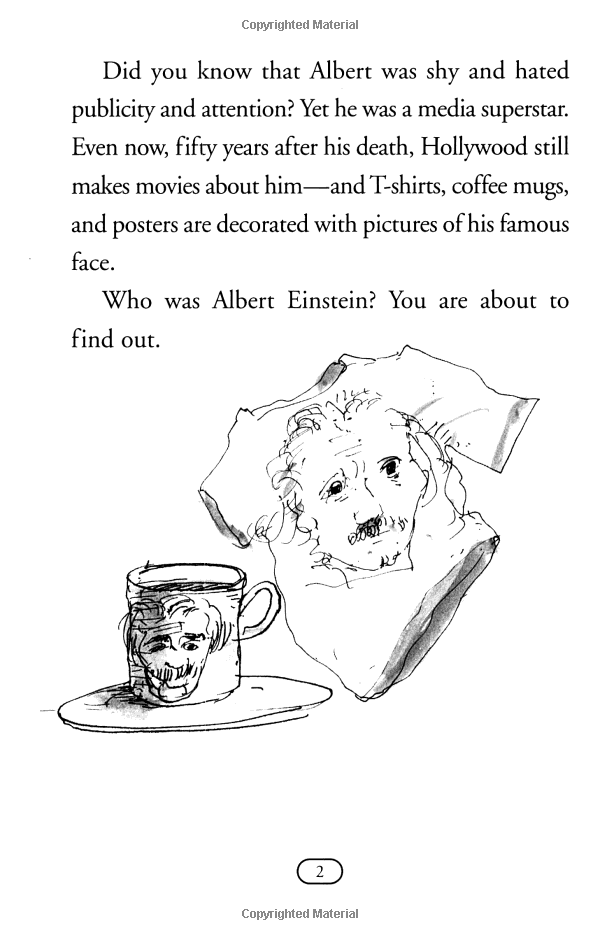 Copyrighted Material
Did you know that Albert was shy and hated
publicity and attention? Yet he was a media superstar.
Even now, fifty years after his death, Hollywood still
makes movies about him—and T-shirts, coffee mugs,
and posters are decorated with pictures of his famous
face.
Who was Albert Einstein? You are about to
find out.
2
Copyrighted Material